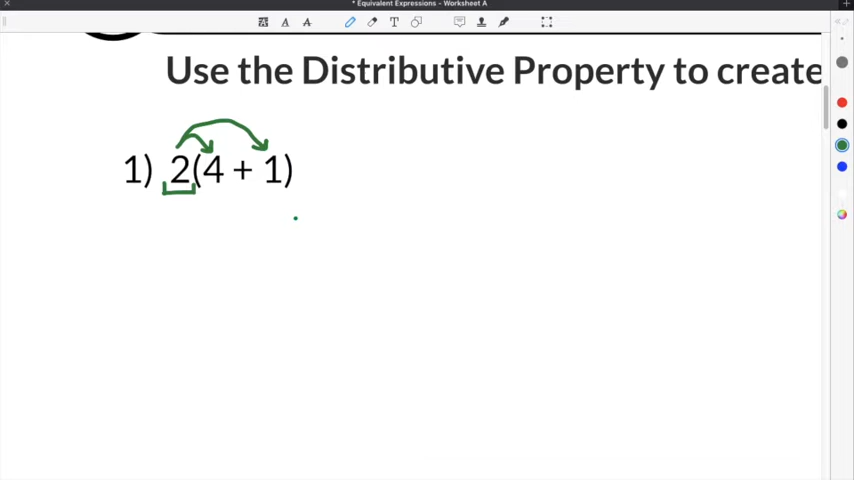 * Equivalent Expressions - Worksheet A
A A T
Use the Distributive Property to create
1) 2(4 + 1)